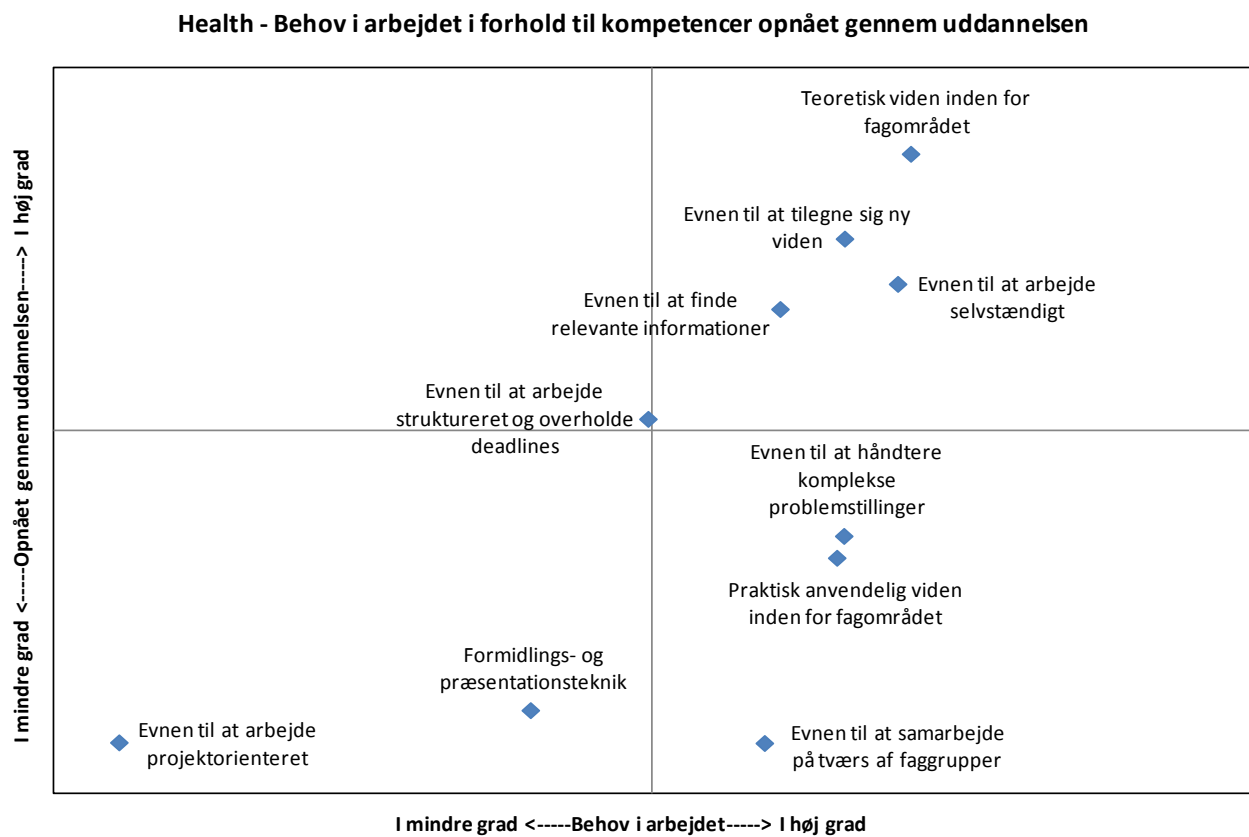 Health - Behov i arbejdet i forhold til kompetencer opnået gennem uddannelsen
I mindre grad <-----Opnået gennem uddannelsen-----> I høj grad
Teoretisk viden inden for
fagområdet
Evnen til at tilegne sig ny
viden
Evnen til at arbejde
selvstændigt
Evnen til at finde
relevante informationer
Evnen til at arbejde
struktureret og overholde
deadlines
Evnen til at håndtere
komplekse
problemstillinger
Praktisk anvendelig viden
inden for fagområdet
Formidlings- og
præsentationsteknik
Evnen til at arbejde
projektorienteret
Evnen til at samarbejde
på tværs af faggrupper
I mindre grad <-----Behov i arbejdet-----> I høj grad